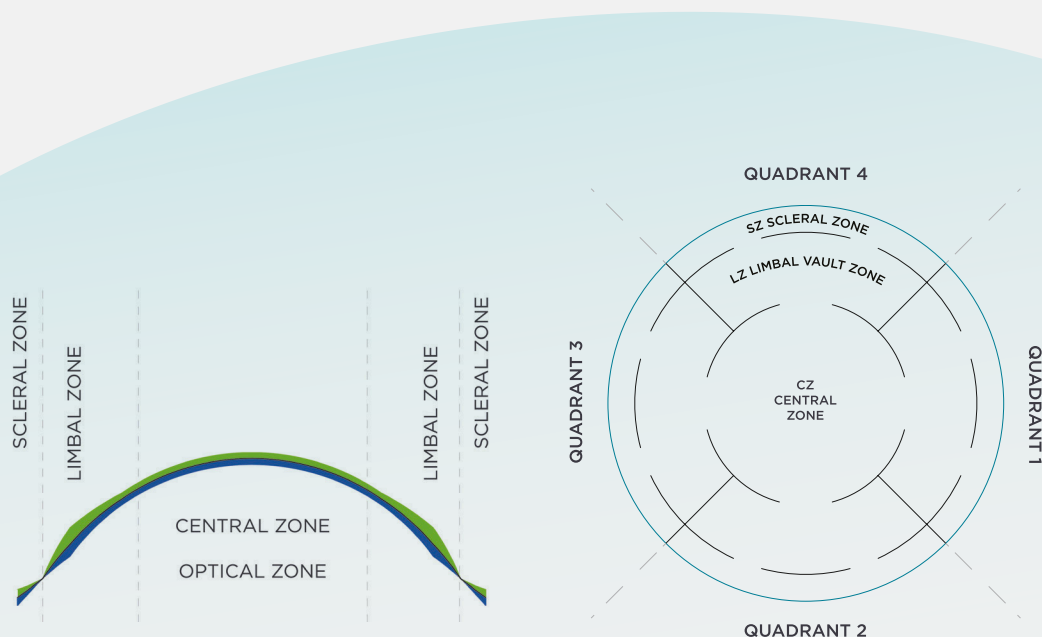 SCLERAL ZONE
LIMBAL ZONE
LIMBAL ZONE
SCLERAL ZONE
CENTRAL ZONE
OPTICAL ZONE
QUADRANT 4
SZ SCLERAL ZONE
LZ LIMBAL VAULT ZONE
QUADRANT 3
CZ
CENTRAL
ZONE
QUADRANT 1
QUADRANT 2